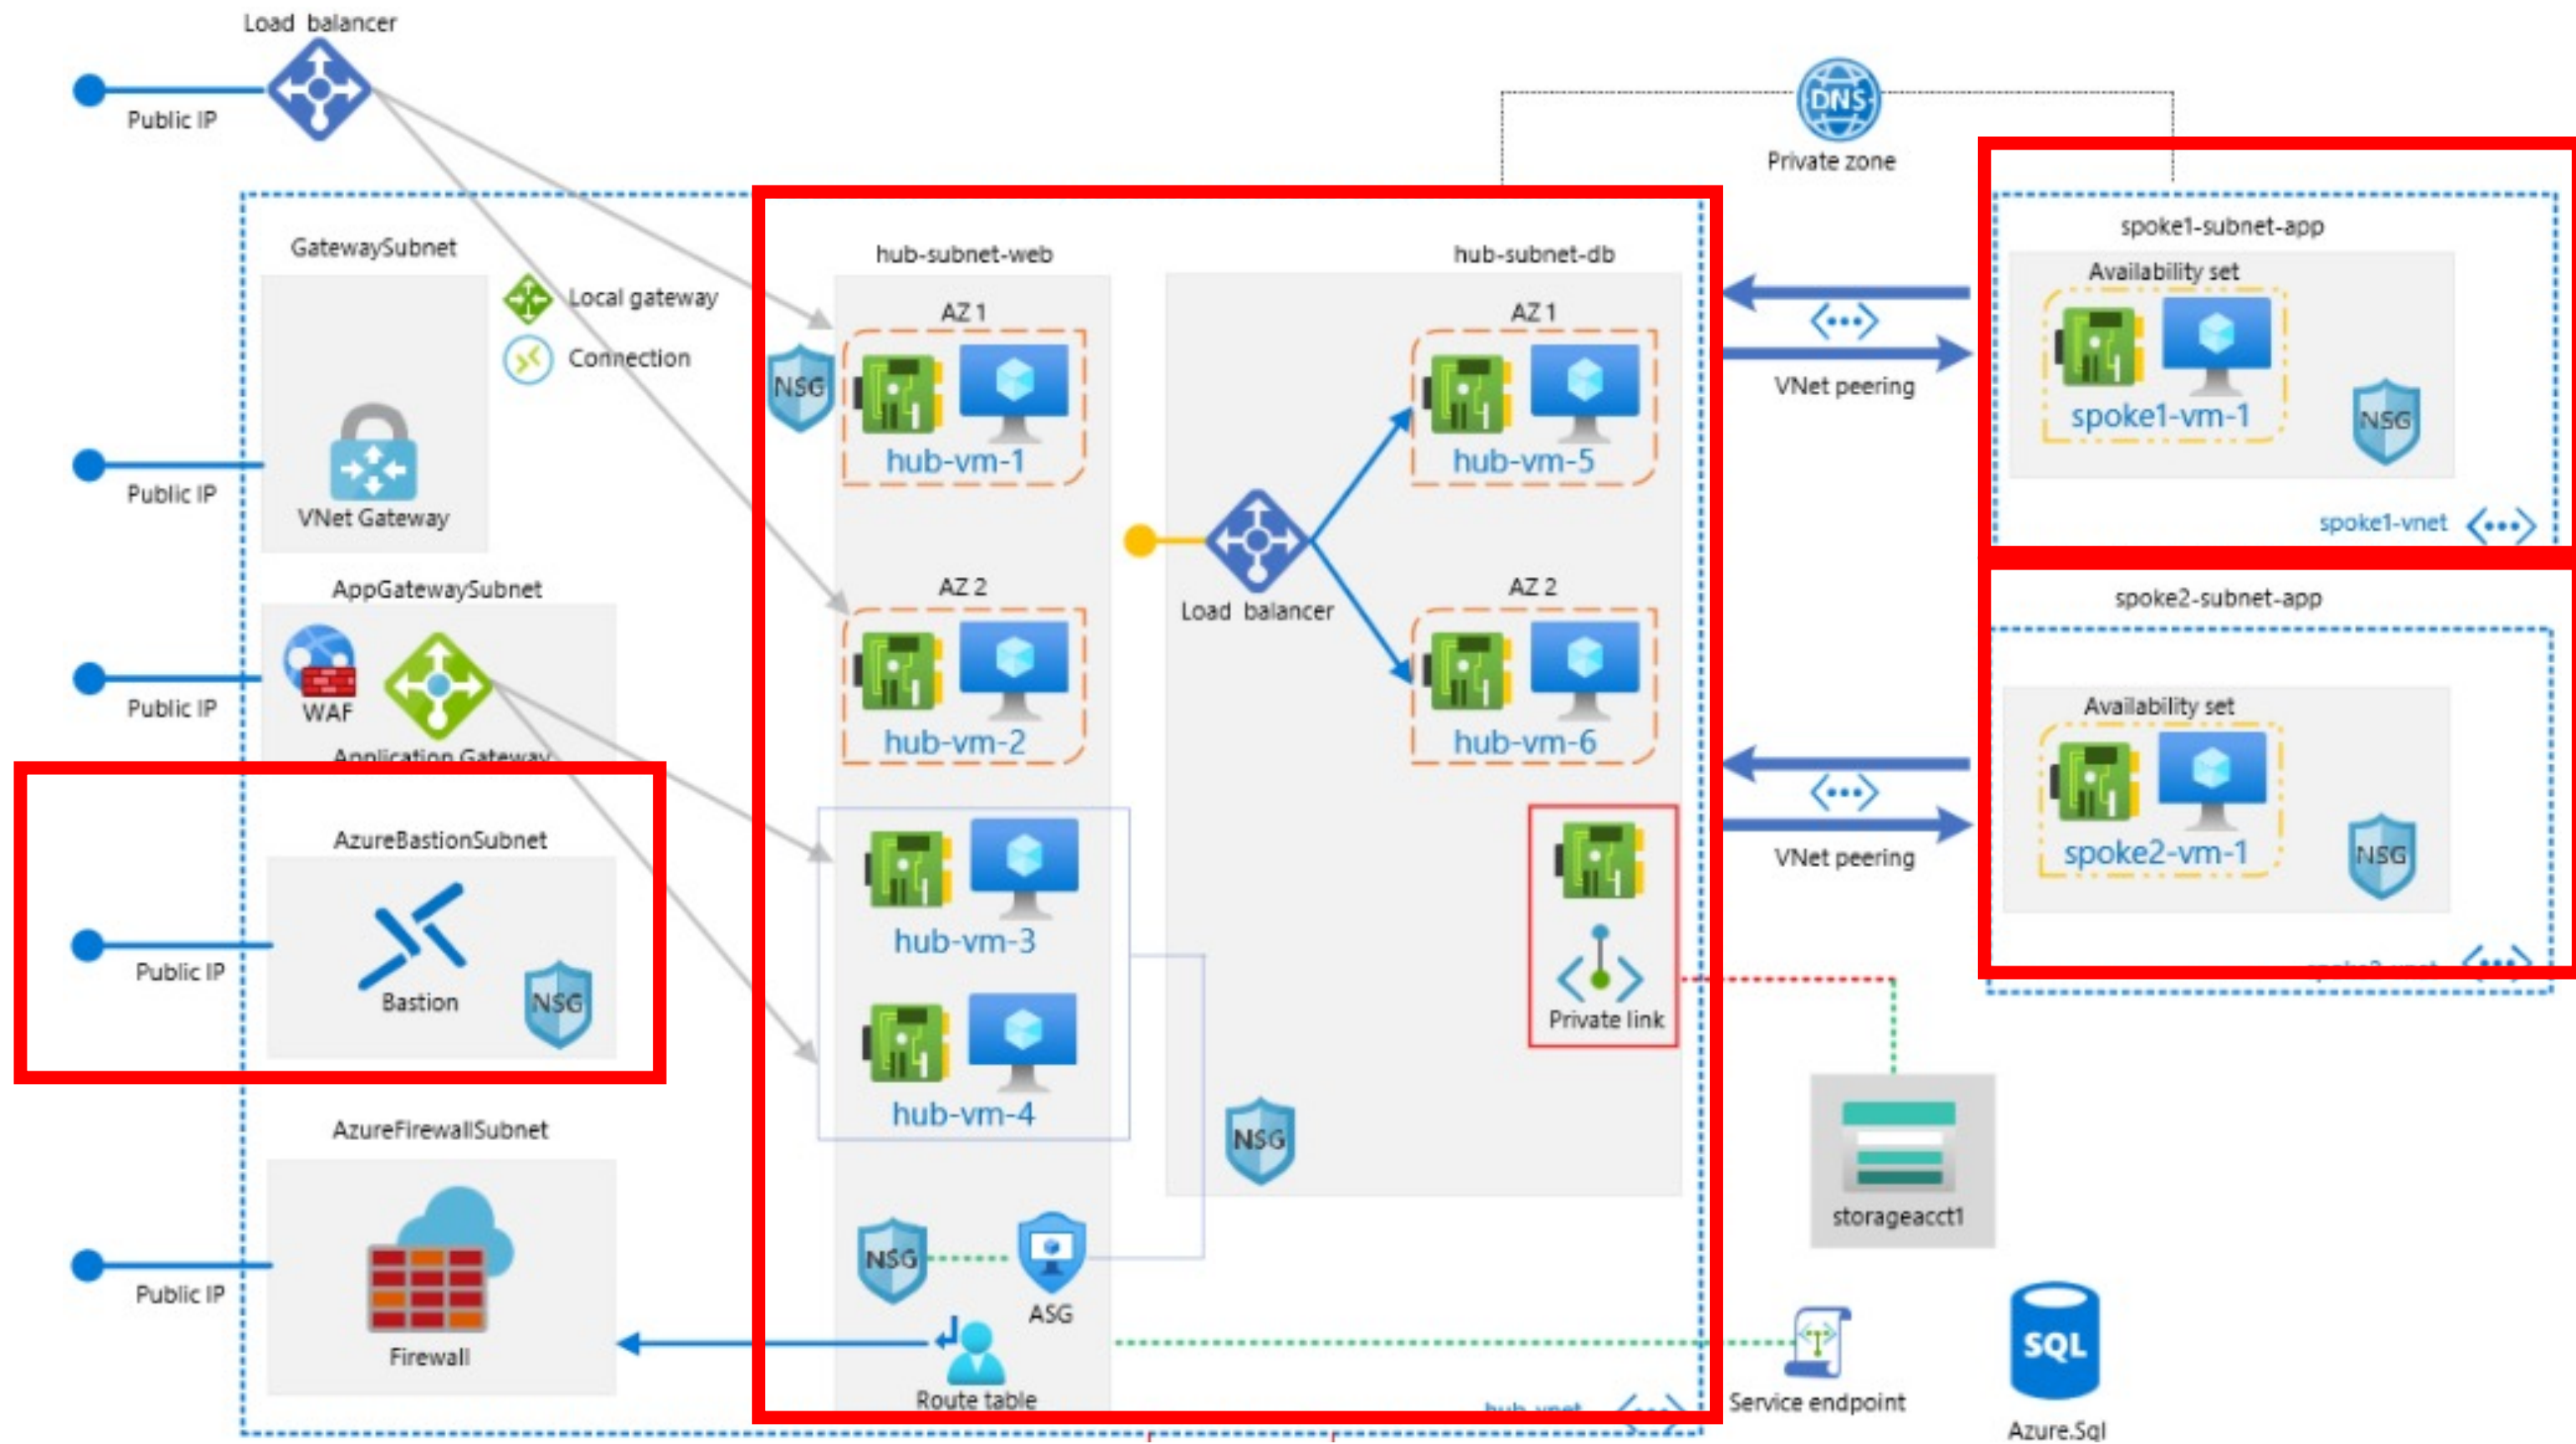 Load balancer
Public IP
DNS
Private zone
GatewaySubnet
Local gateway
Connection
Public IP
VNet Gateway
AppGatewaySubnet
Public IP
WAF
Application Gateway
AzureBastionSubnet
Public IP
Bastion
NSG
AzureFirewallSubnet
Public IP
Firewall
hub-subnet-web
AZ 1
NSG
hub-vm-1
AZ 2
hub-vm-2
hub-vm-3
hub-vm-4
NSG
ASG
Route table
hub-subnet-db
AZ 1
hub-vm-5
Load balancer
AZ 2
hub-vm-6
Private link
NSG
hub-vnet
VNet peering
VNet peering
spoke1-subnet-app
Availability set
spoke1-vm-1
NSG
spoke1-vnet
spoke2-subnet-app
Availability set
spoke2-vm-1
NSG
storageacct1
Service endpoint
SQL
Azure.Sql